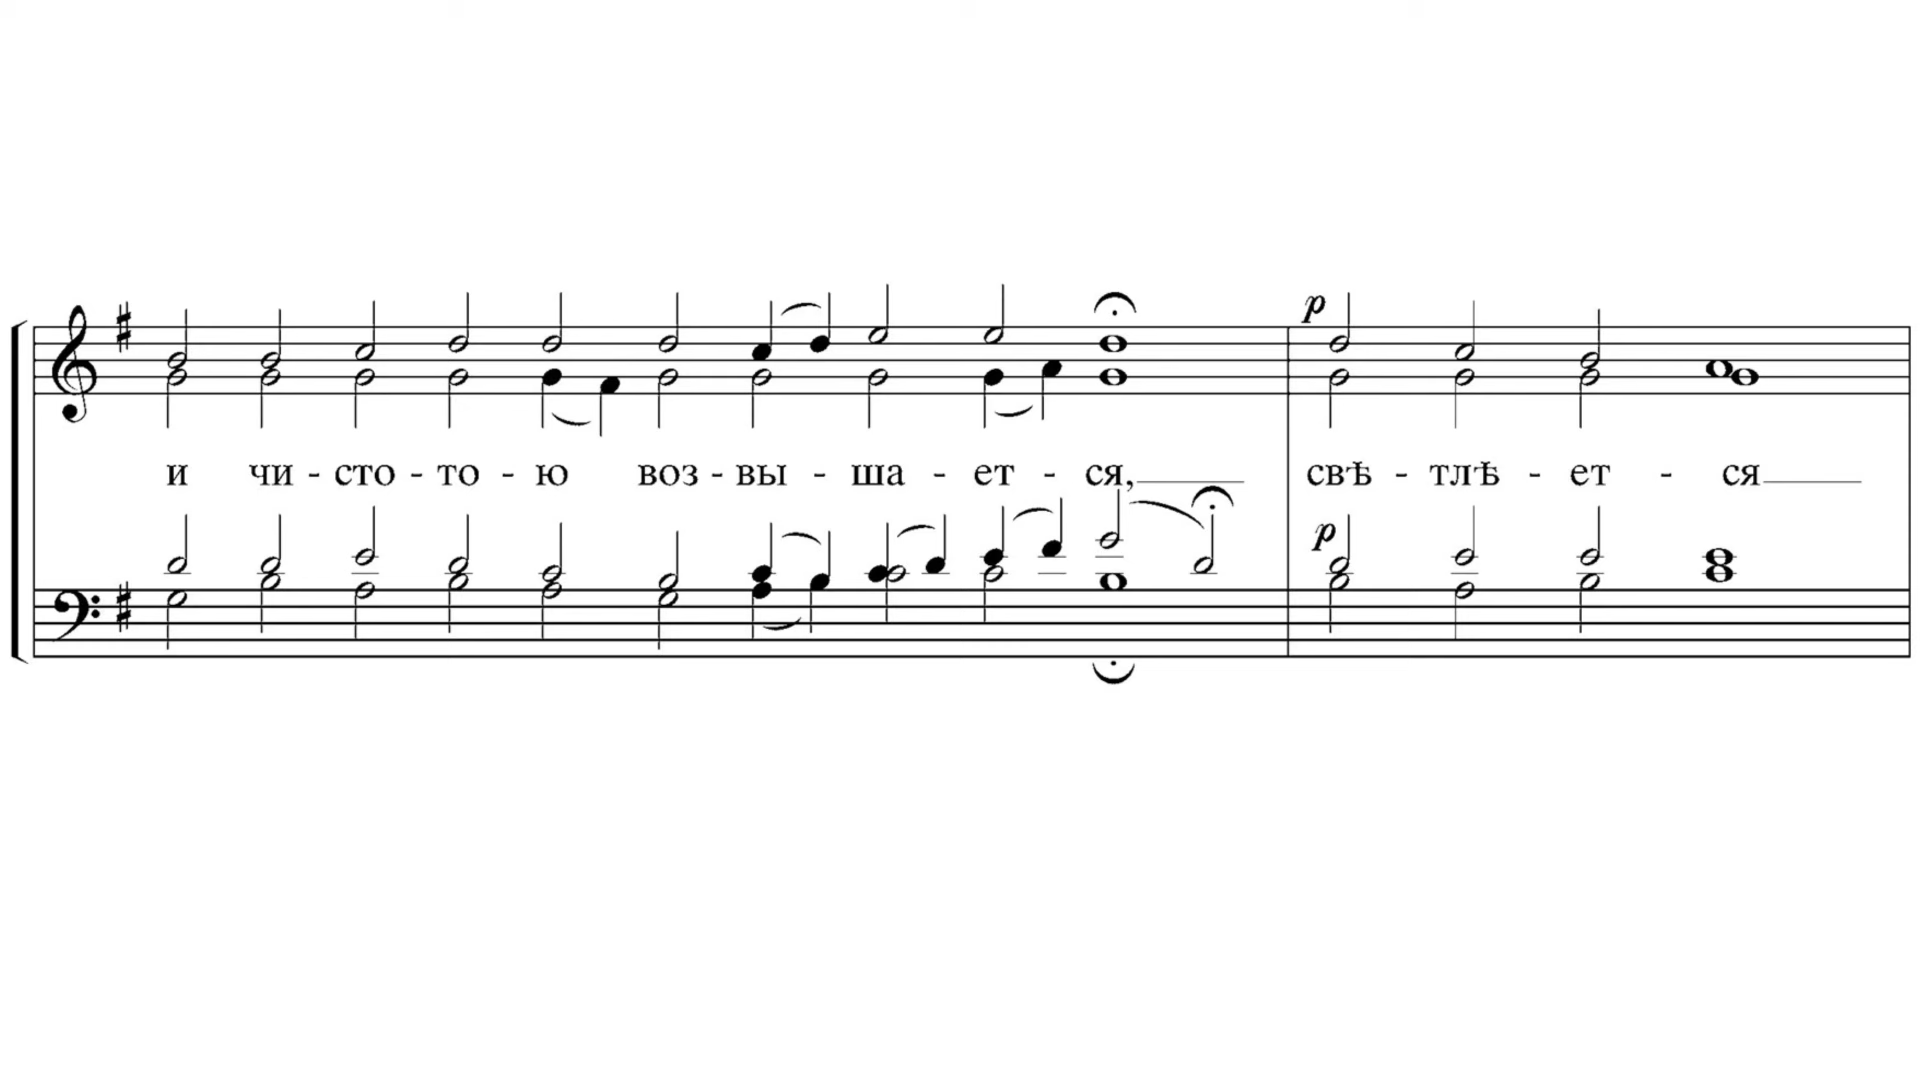 p
и чи - сто - то - ю воз - вы - ша - ет - ся, свѣ - тлѣ - ет - ся
p